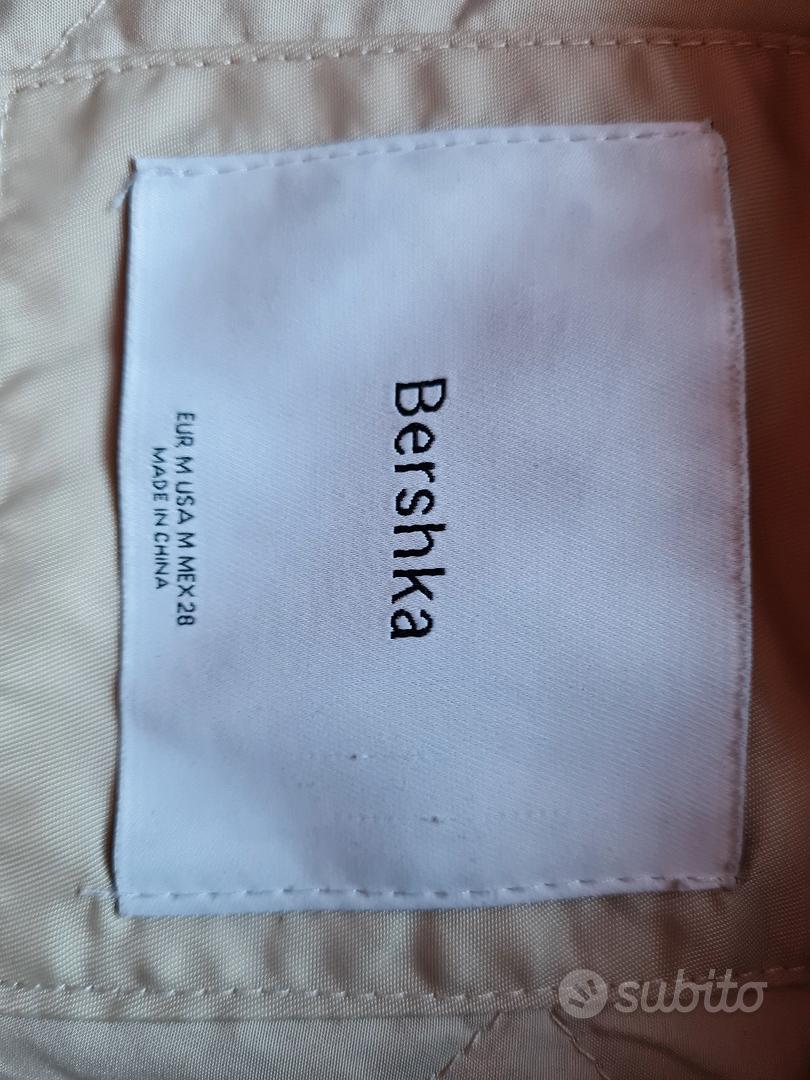 Bershka
EUR M USA M MEX 28
MADE IN CHINA
subito